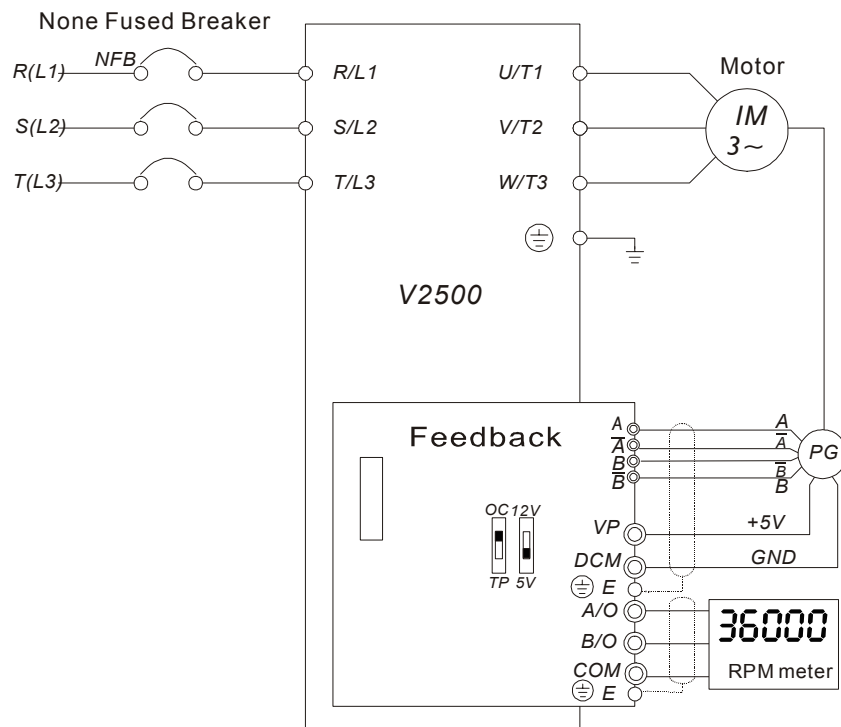 None Fused Breaker
NFB
R(L1)
R/L1
U/T1
Motor
S(L2)
S/L2
V/T2
IM
3~
T(L3)
T/L3
W/T3
V2500
Feedback
A
A̅
B
B̅
A
A̅
B̅
B
PG
OC 12V
TP 5V
VP
+5V
DCM
GND
E
A/O
B/O
COM
E
36000
RPM meter